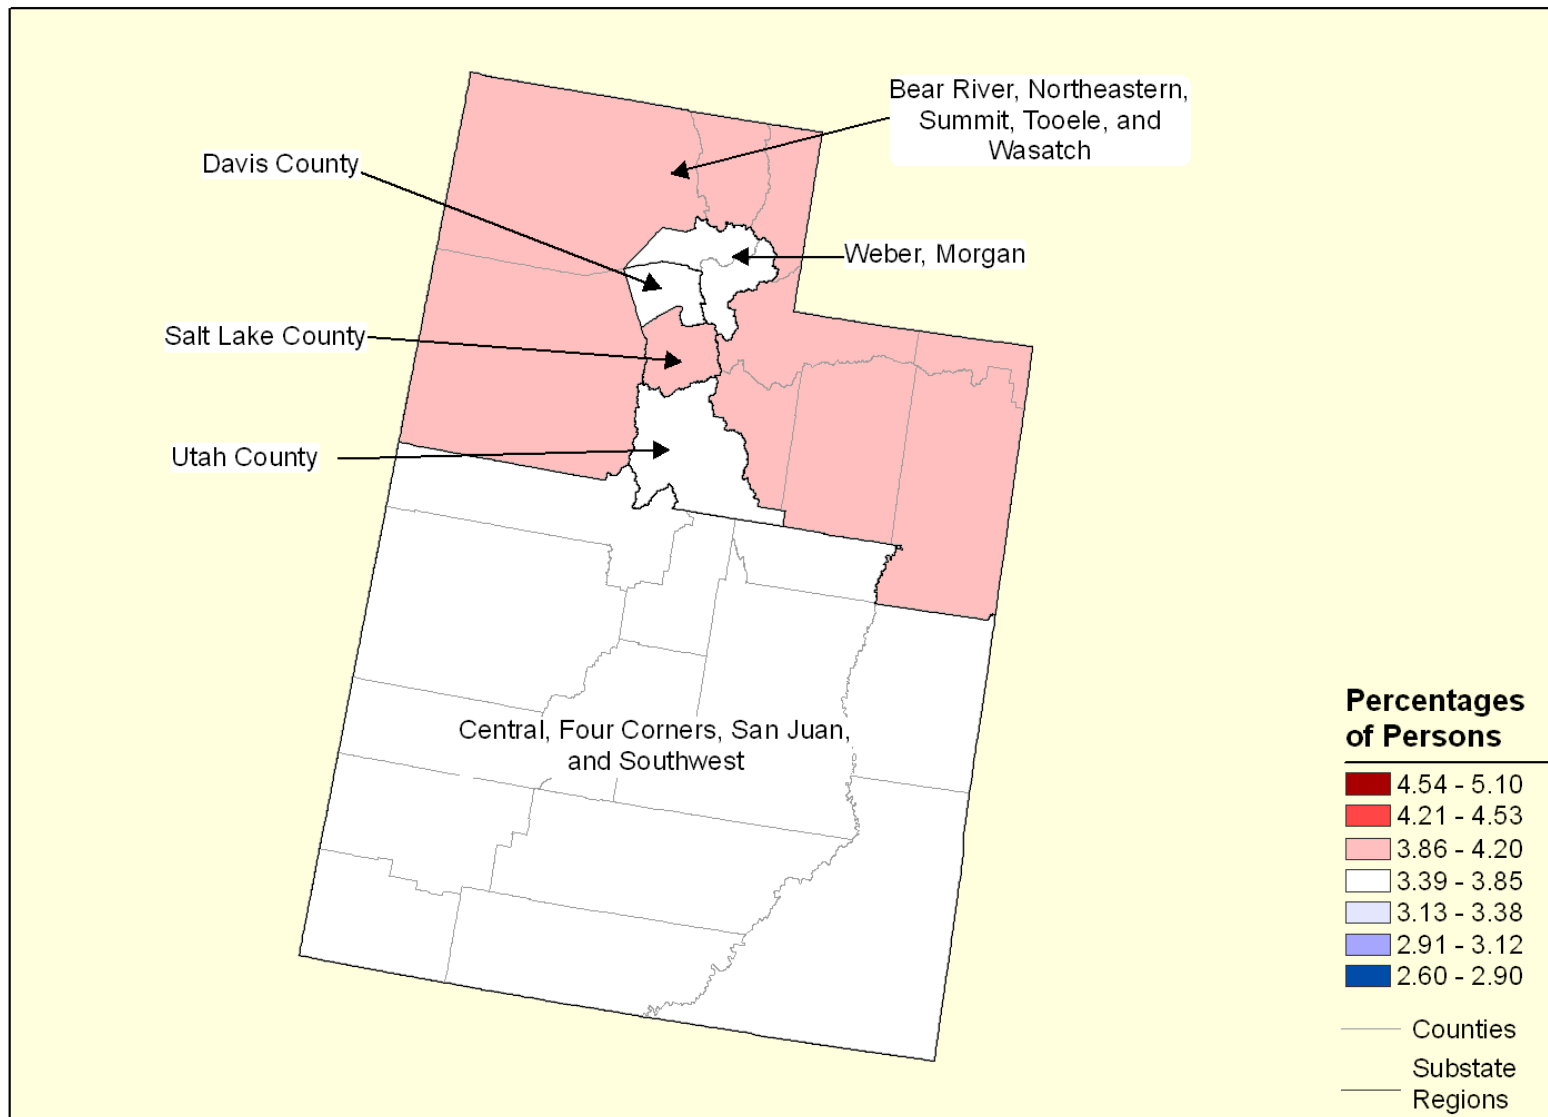 Bear River, Northeastern,
Summit, Tooele, and
Wasatch
Davis County
Weber, Morgan
Salt Lake County
Utah County
Central, Four Corners, San Juan,
and Southwest
Percentages
of Persons
4.54 - 5.10
4.21 - 4.53
3.86 - 4.20
3.39 - 3.85
3.13 - 3.38
2.91 - 3.12
2.60 - 2.90
Counties
Substate
Regions